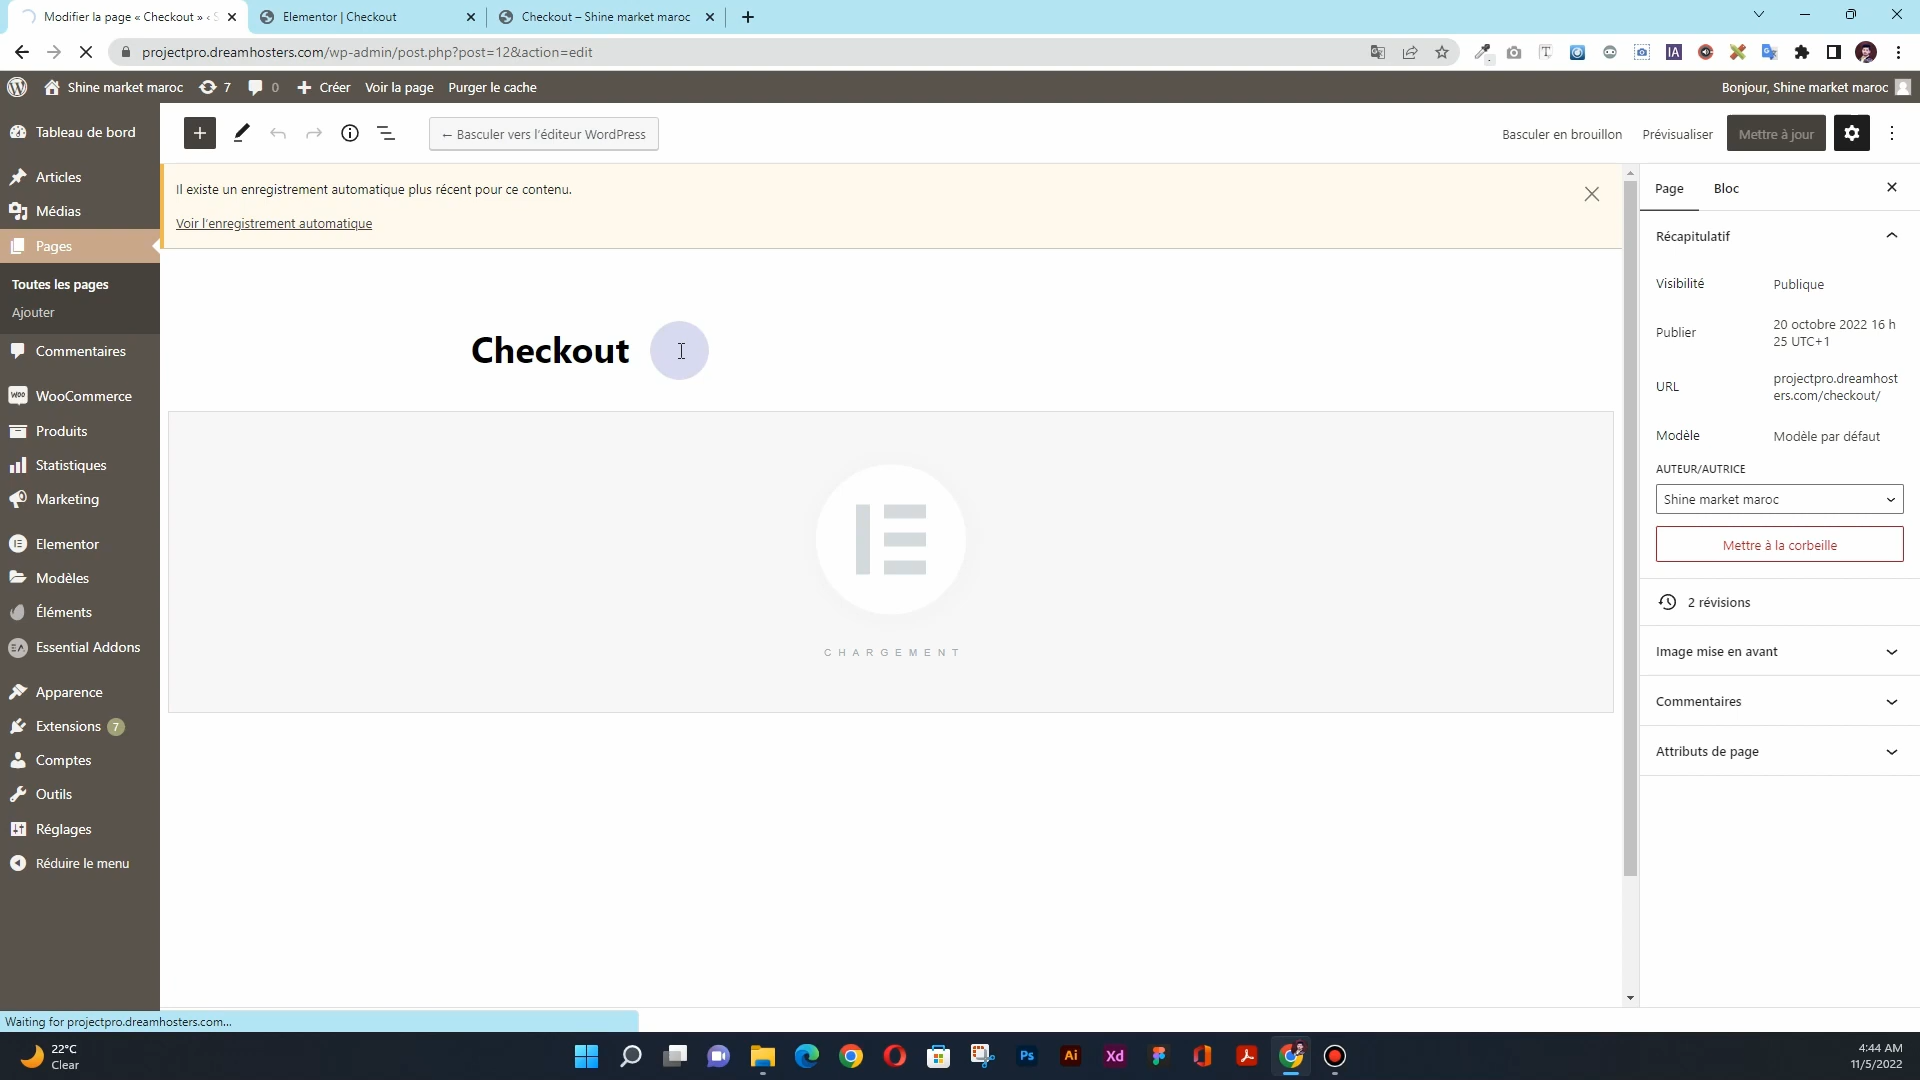 Modifier la page « Checkout » ‹ S
Elementor | Checkout
Checkout – Shine market maroc
projectpro.dreamhosters.com/wp-admin/post.php?post=12&action=edit
Shine market maroc
7
0
Créer
Voir la page
Purger le cache
Bonjour, Shine market maroc
Tableau de bord
Articles
Médias
Pages
Toutes les pages
Ajouter
Commentaires
WooCommerce
Produits
Statistiques
Marketing
Elementor
Modèles
Éléments
Essential Addons
Apparence
Extensions 7
Comptes
Outils
Réglages
Réduire le menu
← Basculer vers l'éditeur WordPress
Basculer en brouillon
Prévisualiser
Mettre à jour
Il existe un enregistrement automatique plus récent pour ce contenu.
Voir l'enregistrement automatique
Checkout
CHARGEMENT
Page
Bloc
Récapitulatif
Visibilité
Publique
Publier
20 octobre 2022 16 h
25 UTC+1
URL
projectpro.dreamhost
ers.com/checkout/
Modèle
Modèle par défaut
AUTEUR/AUTRICE
Shine market maroc
Mettre à la corbeille
2 révisions
Image mise en avant
Commentaires
Attributs de page
Waiting for projectpro.dreamhosters.com...
22°C
Clear
Ps
Ai
Xd
4:44 AM
11/5/2022